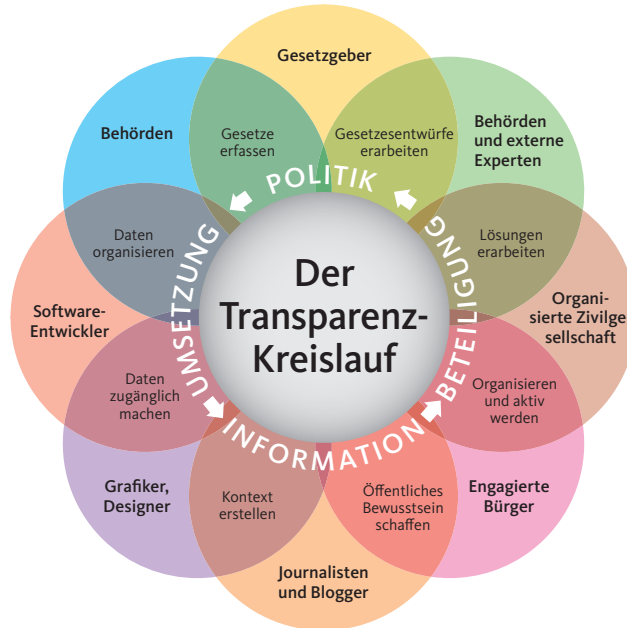 Gesetzgeber
Behörden
Gesetze
erfassen
Gesetzesentwürfe
erarbeiten
Behörden
und externe
Experten
POLITIK
Daten
organisieren
UMSETZUNG
Der
Transparenz-
Kreislauf
BETEILIGUNG
Lösungen
erarbeiten
Software-
Entwickler
Organi-
sierte Zivilge
sellschaft
Daten
zugänglich
machen
Organisieren
und aktiv
werden
INFORMATION
Grafiker,
Designer
Kontext
erstellen
Öffentliches
Bewusstsein
schaffen
Engagierte
Bürger
Journalisten
und Blogger